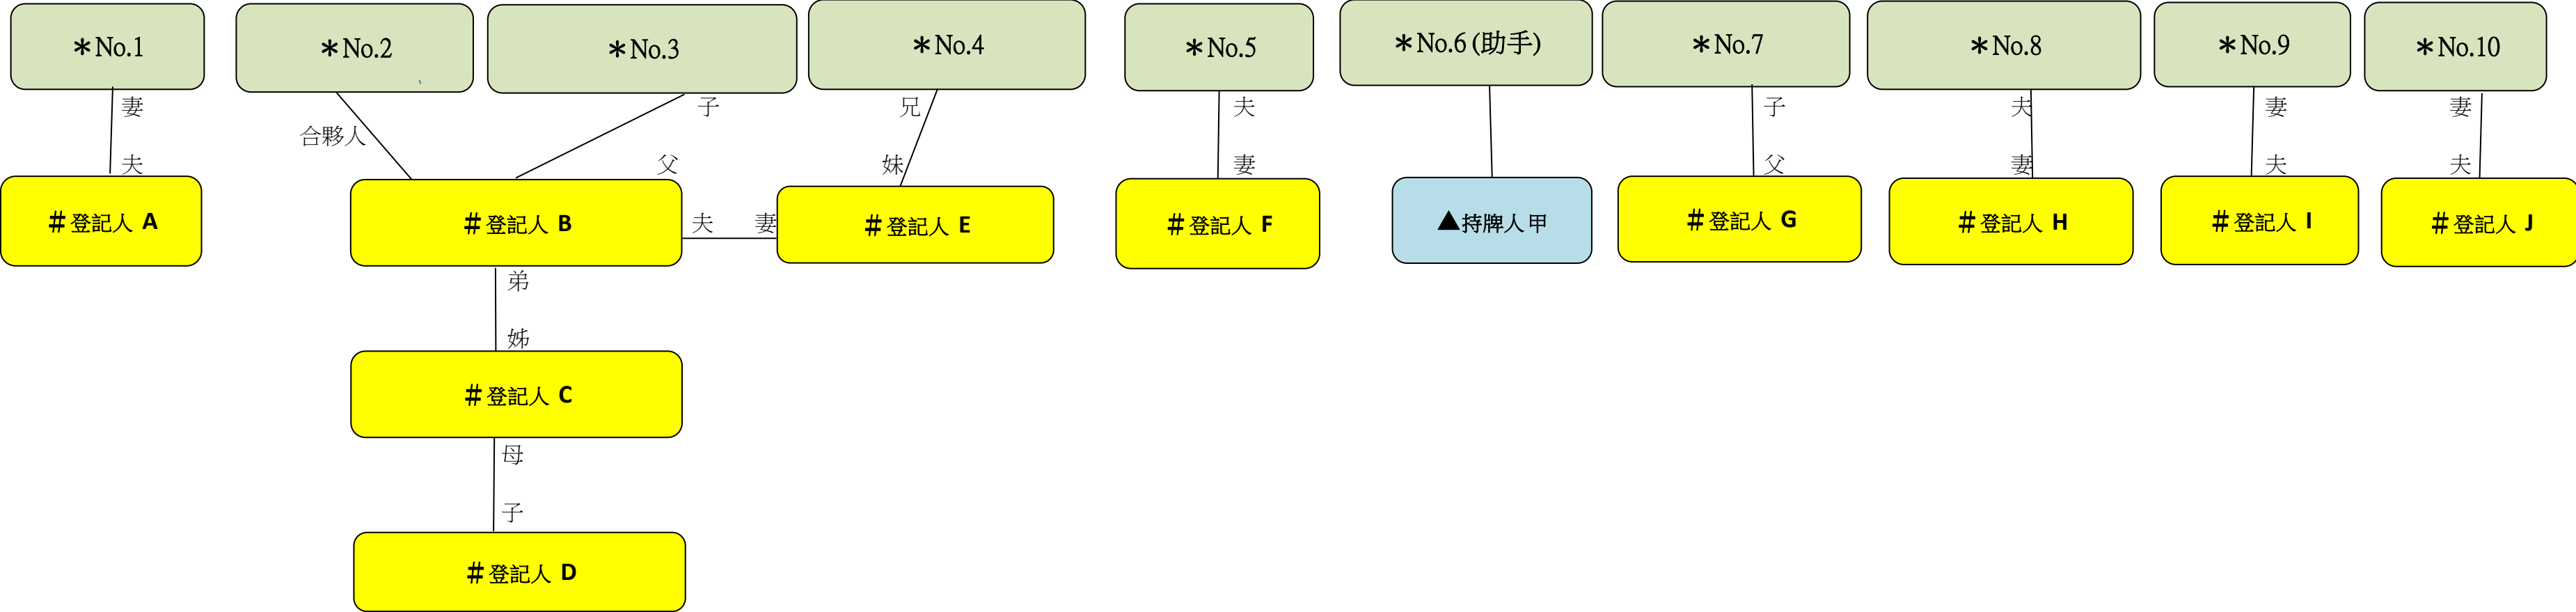 ＊No.1
＊No.2
＊No.3
＊No.4
＊No.5
＊No.6 (助手)
＊No.7
＊No.8
＊No.9
＊No.10
妻
夫
合夥人
子
父
兄
妹
夫
妻
子
父
夫
妻
妻
夫
妻
夫
＃登記人 A
＃登記人 B
夫 妻
＃登記人 E
＃登記人 F
▲持牌人甲
＃登記人 G
＃登記人 H
＃登記人 I
＃登記人 J
弟
姊
＃登記人 C
母
子
＃登記人 D